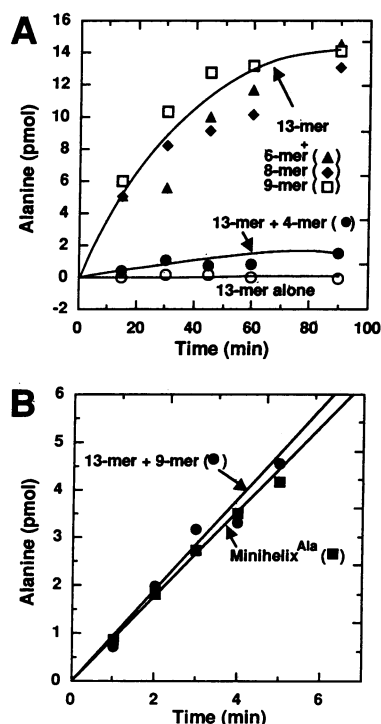 A
16
14
12
10
8
6
4
2
0
-2
Alanine (pmol)
13-mer
+
6-mer (▲)
8-mer (◆)
9-mer (□)
13-mer + 4-mer (●)
13-mer alone
0 20 40 60 80 100
Time (min)
B
6
5
4
3
2
1
0
Alanine (pmol)
13-mer + 9-mer (●)
Minihelix^Ala (■)
0 2 4 6
Time (min)